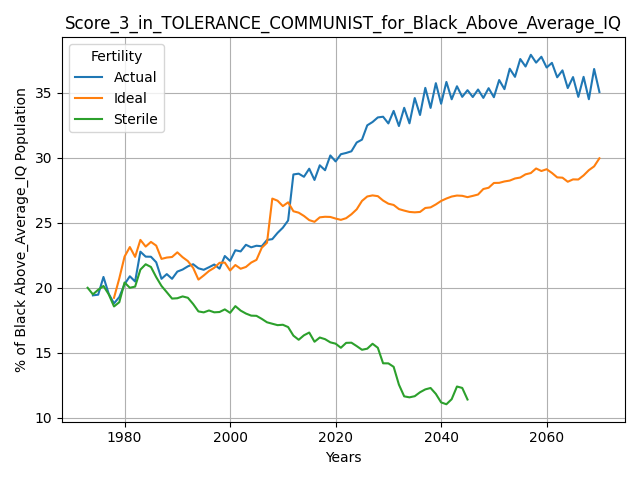 Score_3_in_TOLERANCE_COMMUNIST_for_Black_Above_Average_IQ
Fertility
Actual
Ideal
Sterile
% of Black Above_Average_IQ Population
35
30
25
20
15
10
1980
2000
2020
2040
2060
Years